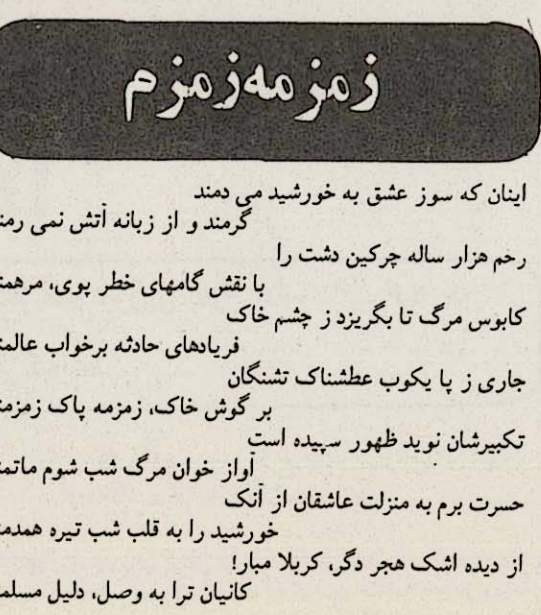 زمزمه‌زمزم
اینان که سوز عشق به خورشید می دمند
گرمند و از زبانه آتش نمی رمند
رحم هزار ساله چرکین دشت را
با نقش گامهای خطر پوی، مرهمند
کابوس مرگ تا بگریزد ز چشم خاک
فریادهای حادثه برخواب عالمند
جاری ز پا یکوب عطشناک تشنگان
بر گوش خاک، زمزمه پاک زمزمند
تکبیرشان نوید ظهور سپیده است
آواز خوان مرگ شب شوم ماتمند
حسرت برم به منزلت عاشقان از آنک
خورشید را به قلب شب تیره همدمند
از دیده اشک هجر دگر، کربلا مبار!
کانیان ترا به وصل، دلیل مسلمند